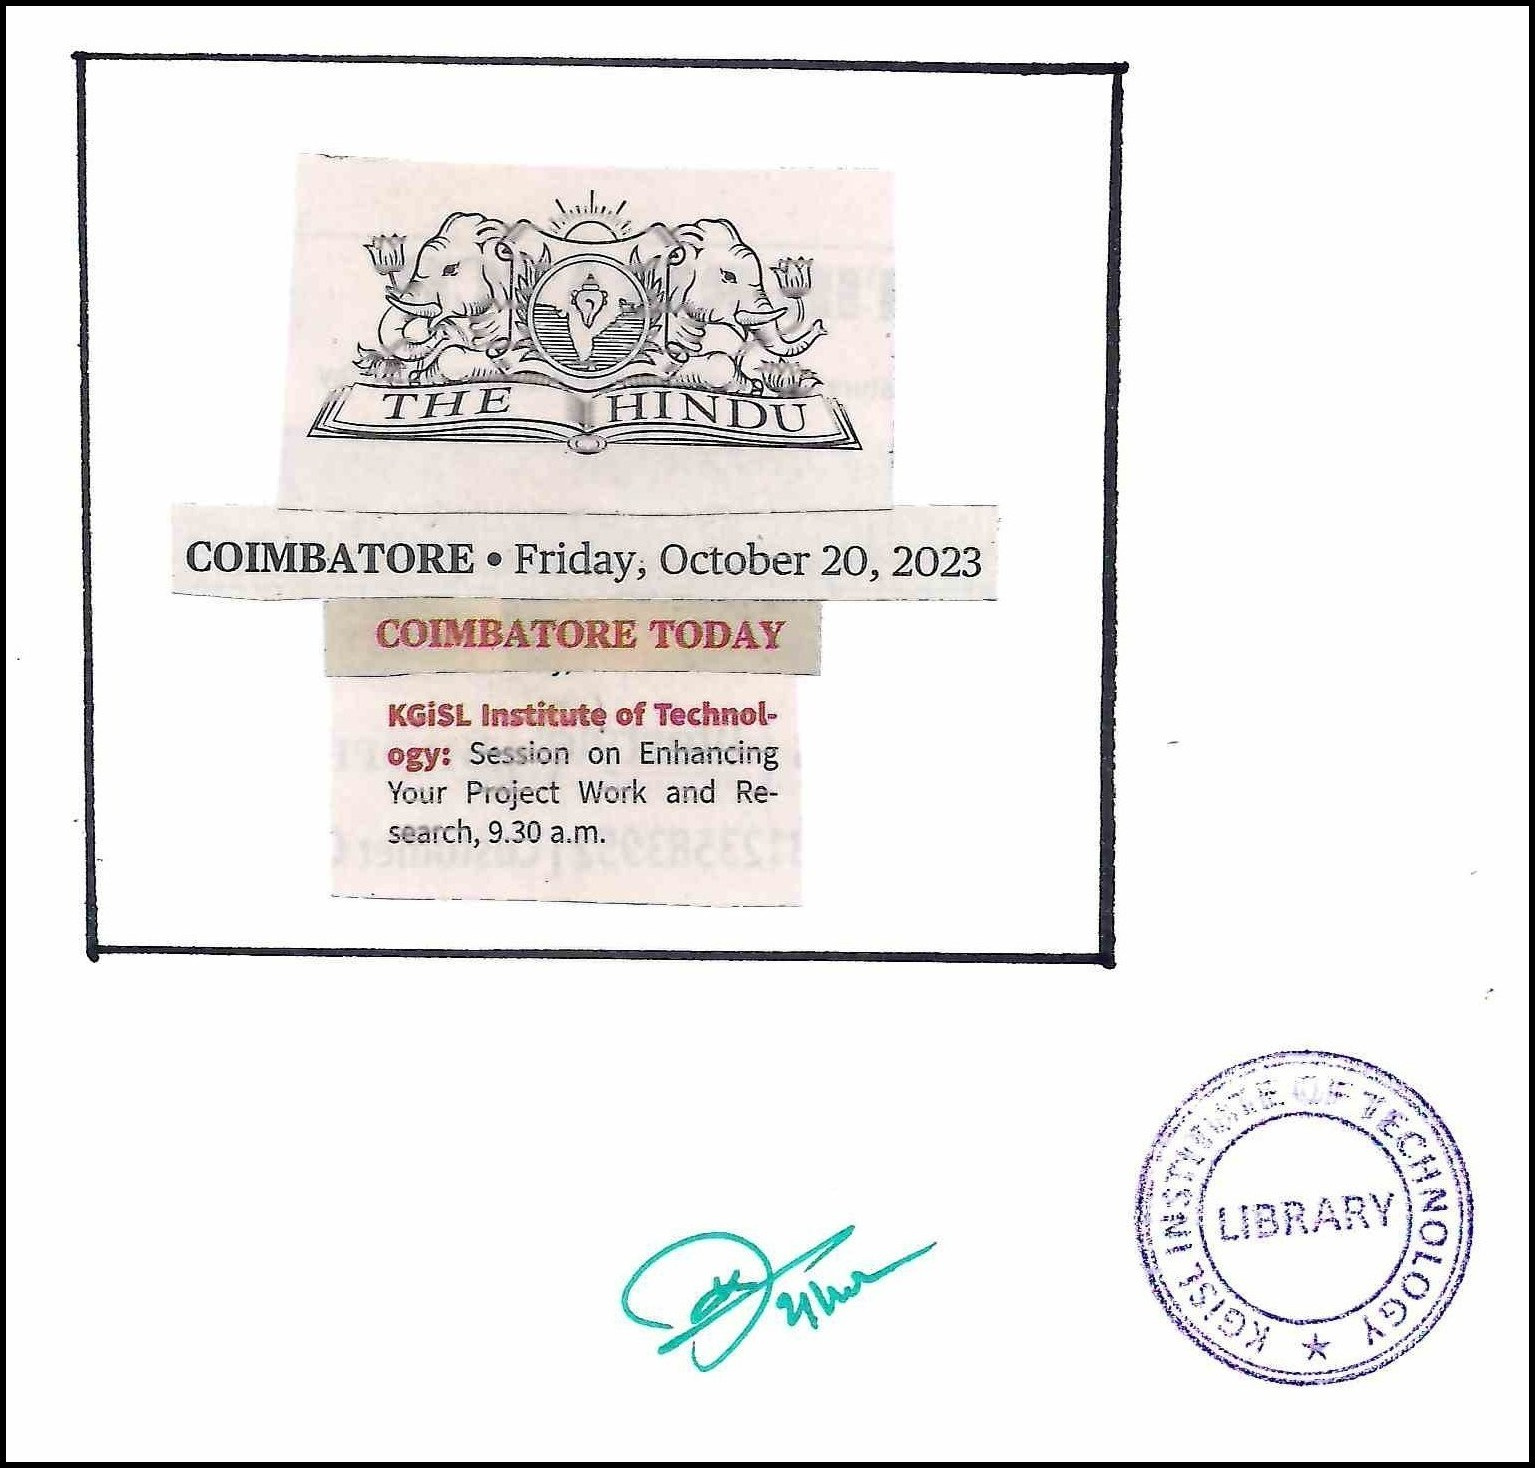 THE HINDU
COIMBATORE • Friday, October 20, 2023
COIMBATORE TODAY
KGiSL Institute of Technol-
ogy: Session on Enhancing
Your Project Work and Re-
search, 9.30 a.m.
KGiSL INSTITUTE OF TECHNOLOGY ★
LIBRARY